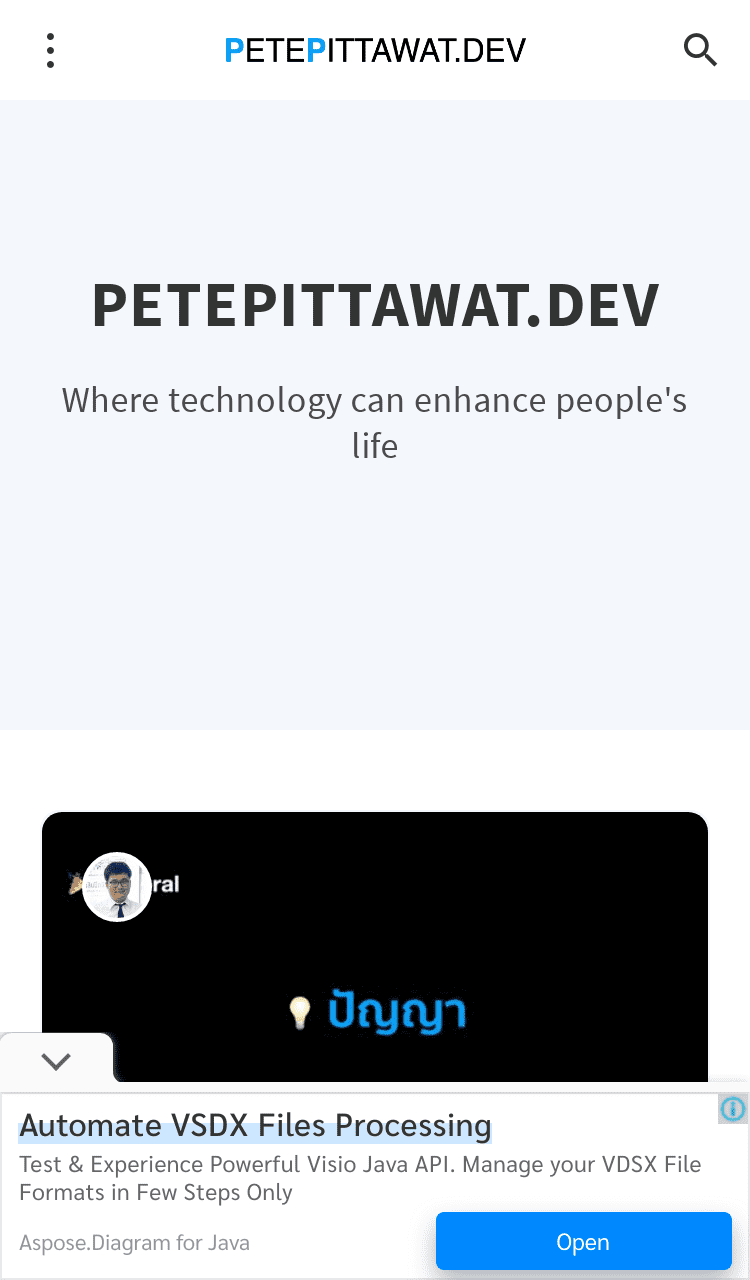 PETEPITTAWAT.DEV
PETEPITTAWAT.DEV
Where technology can enhance people's
life
ral
ปัญญา
Automate VSDX Files Processing
Test & Experience Powerful Visio Java API. Manage your VDSX File
Formats in Few Steps Only
Aspose.Diagram for Java
Open